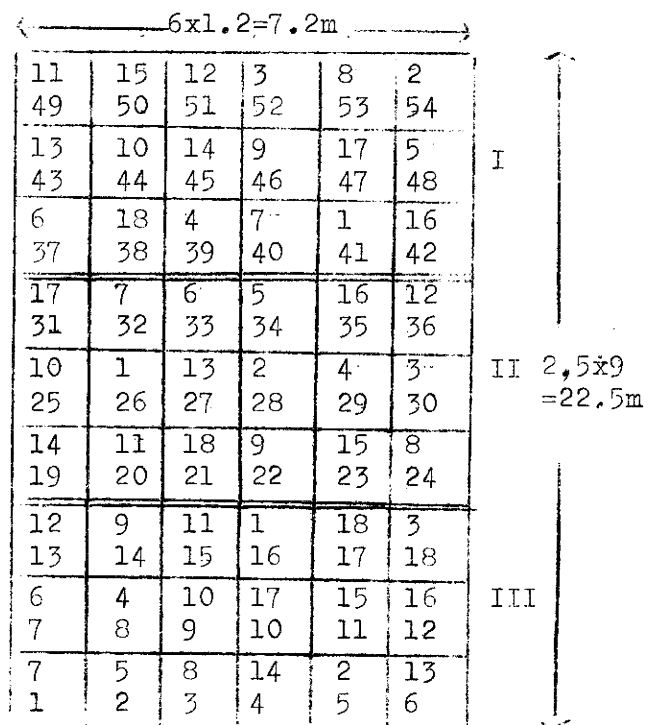 6x1.2=7.2m
11 15 12 3 8 2
49 50 51 52 53 54
13 10 14 9 17 5
I
43 44 45 46 47 48
6 18 4 7 1 16
37 38 39 40 41 42
17 7 6 5 16 12
31 32 33 34 35 36
10 1 13 2 4 3
II 2,5x9
25 26 27 28 29 30
=22.5m
14 11 18 9 15 8
19 20 21 22 23 24
12 9 11 1 18 3
13 14 15 16 17 18
6 4 10 17 15 16
III
7 8 9 10 11 12
7 5 8 14 2 13
1 2 3 4 5 6